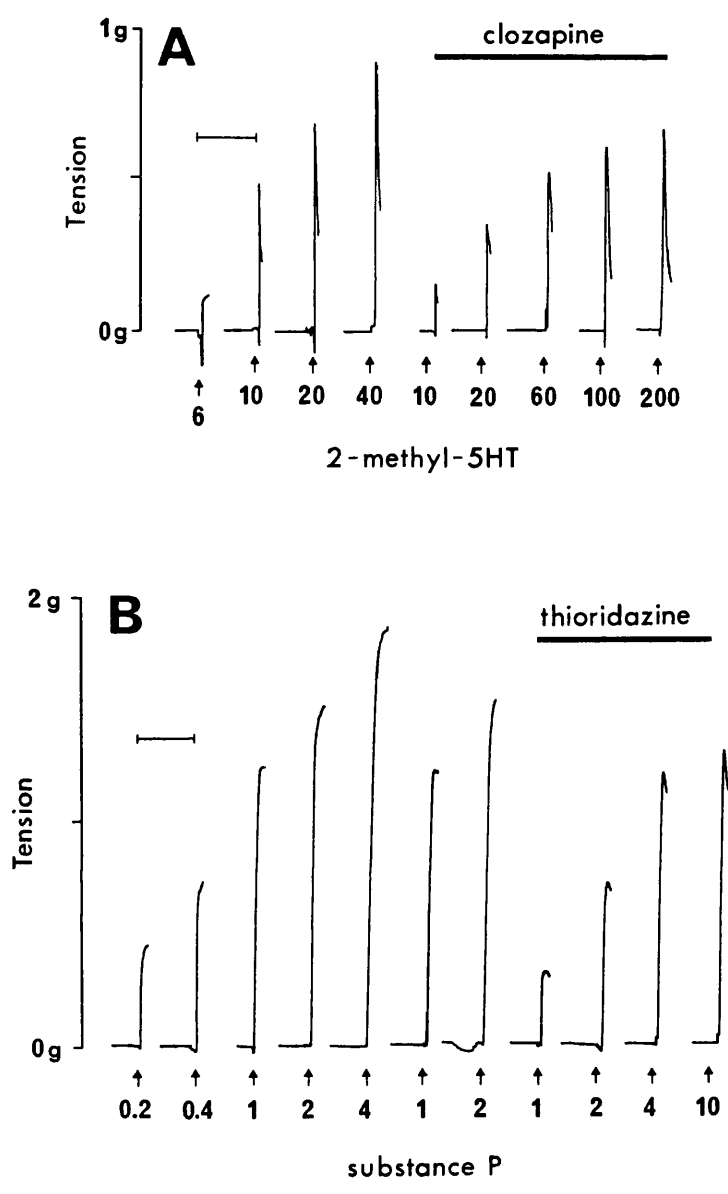 1g
A
clozapine
Tension
0g
6 10 20 40 10 20 60 100 200
2-methyl-5HT
2g
B
thioridazine
Tension
0g
0.2 0.4 1 2 4 1 2 1 2 4 10
substance P